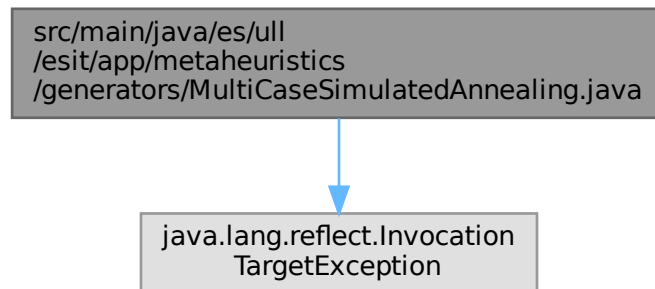 src/main/java/es/ull
/esit/app/metaheuristics
/generators/MultiCaseSimulatedAnnealing.java
java.lang.reflect.Invocation
TargetException